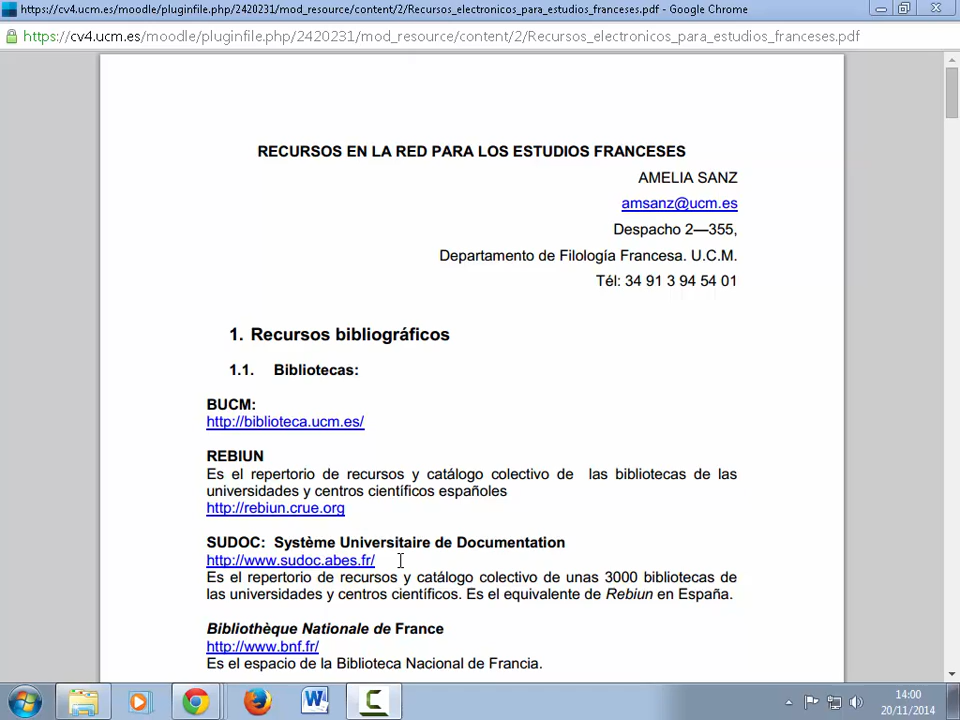 https://cv4.ucm.es/moodle/pluginfile.php/2420231/mod_resource/content/2/Recursos_electronicos_para_estudios_franceses.pdf - Google Chrome
https://cv4.ucm.es/moodle/pluginfile.php/2420231/mod_resource/content/2/Recursos_electronicos_para_estudios_franceses.pdf
RECURSOS EN LA RED PARA LOS ESTUDIOS FRANCESES
AMELIA SANZ
amsanz@ucm.es
Despacho 2—355,
Departamento de Filología Francesa. U.C.M.
Tél: 34 91 3 94 54 01
1. Recursos bibliográficos
1.1. Bibliotecas:
BUCM:
http://biblioteca.ucm.es/
REBIUN
Es el repertorio de recursos y catálogo colectivo de las bibliotecas de las
universidades y centros científicos españoles
http://rebiun.crue.org
SUDOC: Système Universitaire de Documentation
http://www.sudoc.abes.fr/
Es el repertorio de recursos y catálogo colectivo de unas 3000 bibliotecas de
las universidades y centros científicos. Es el equivalente de Rebiun en España.
Bibliothèque Nationale de France
http://www.bnf.fr/
Es el espacio de la Biblioteca Nacional de Francia.
14:00
20/11/2014